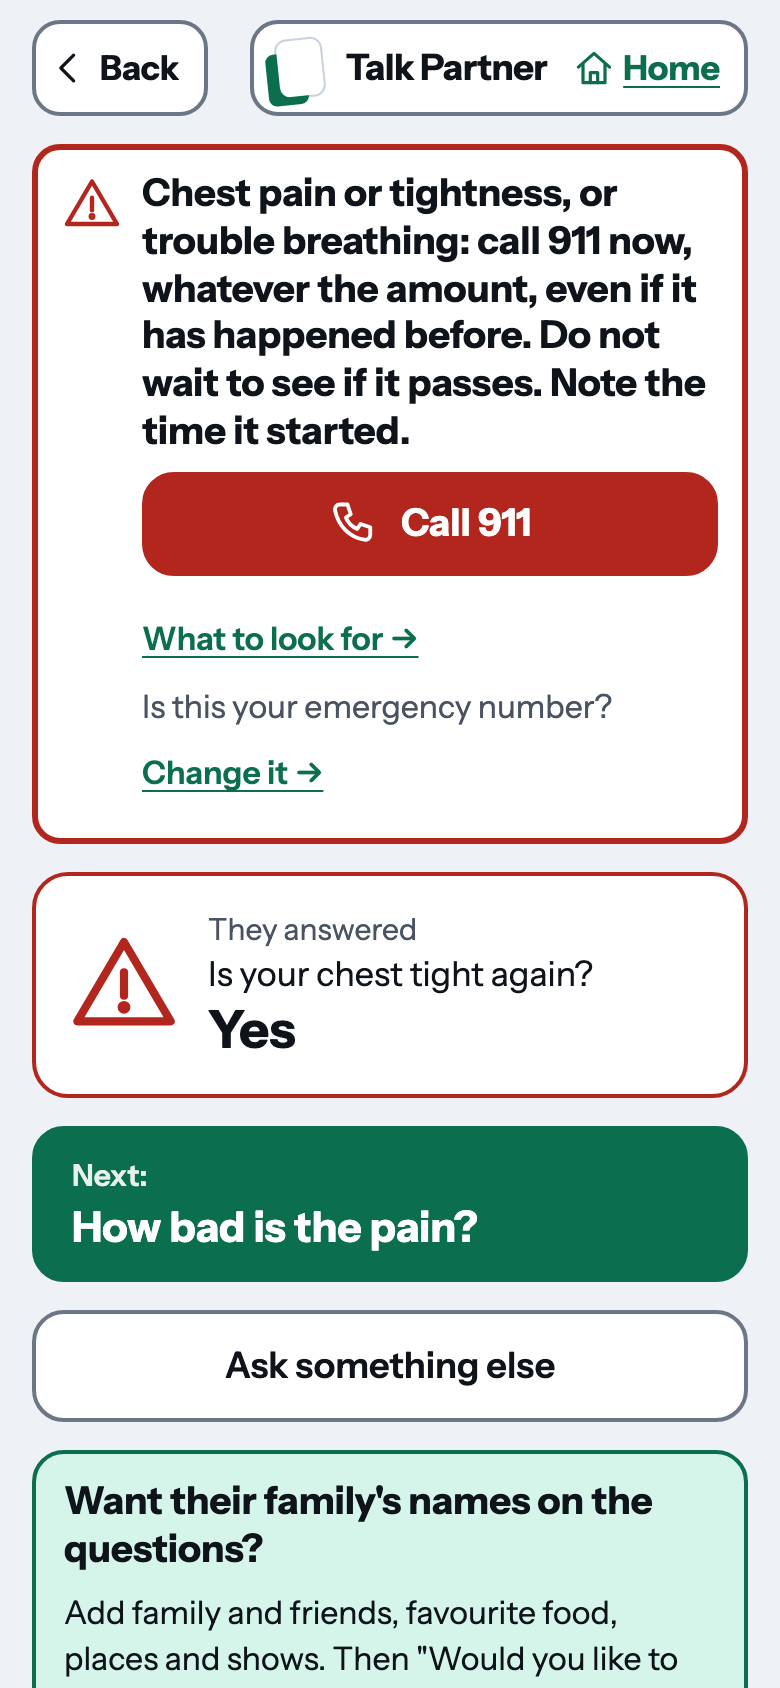 Back
Talk Partner
Home
Chest pain or tightness, or
trouble breathing: call 911 now,
whatever the amount, even if it
has happened before. Do not
wait to see if it passes. Note the
time it started.
Call 911
What to look for →
Is this your emergency number?
Change it →
They answered
Is your chest tight again?
Yes
Next:
How bad is the pain?
Ask something else
Want their family's names on the
questions?
Add family and friends, favourite food,
places and shows. Then "Would you like to